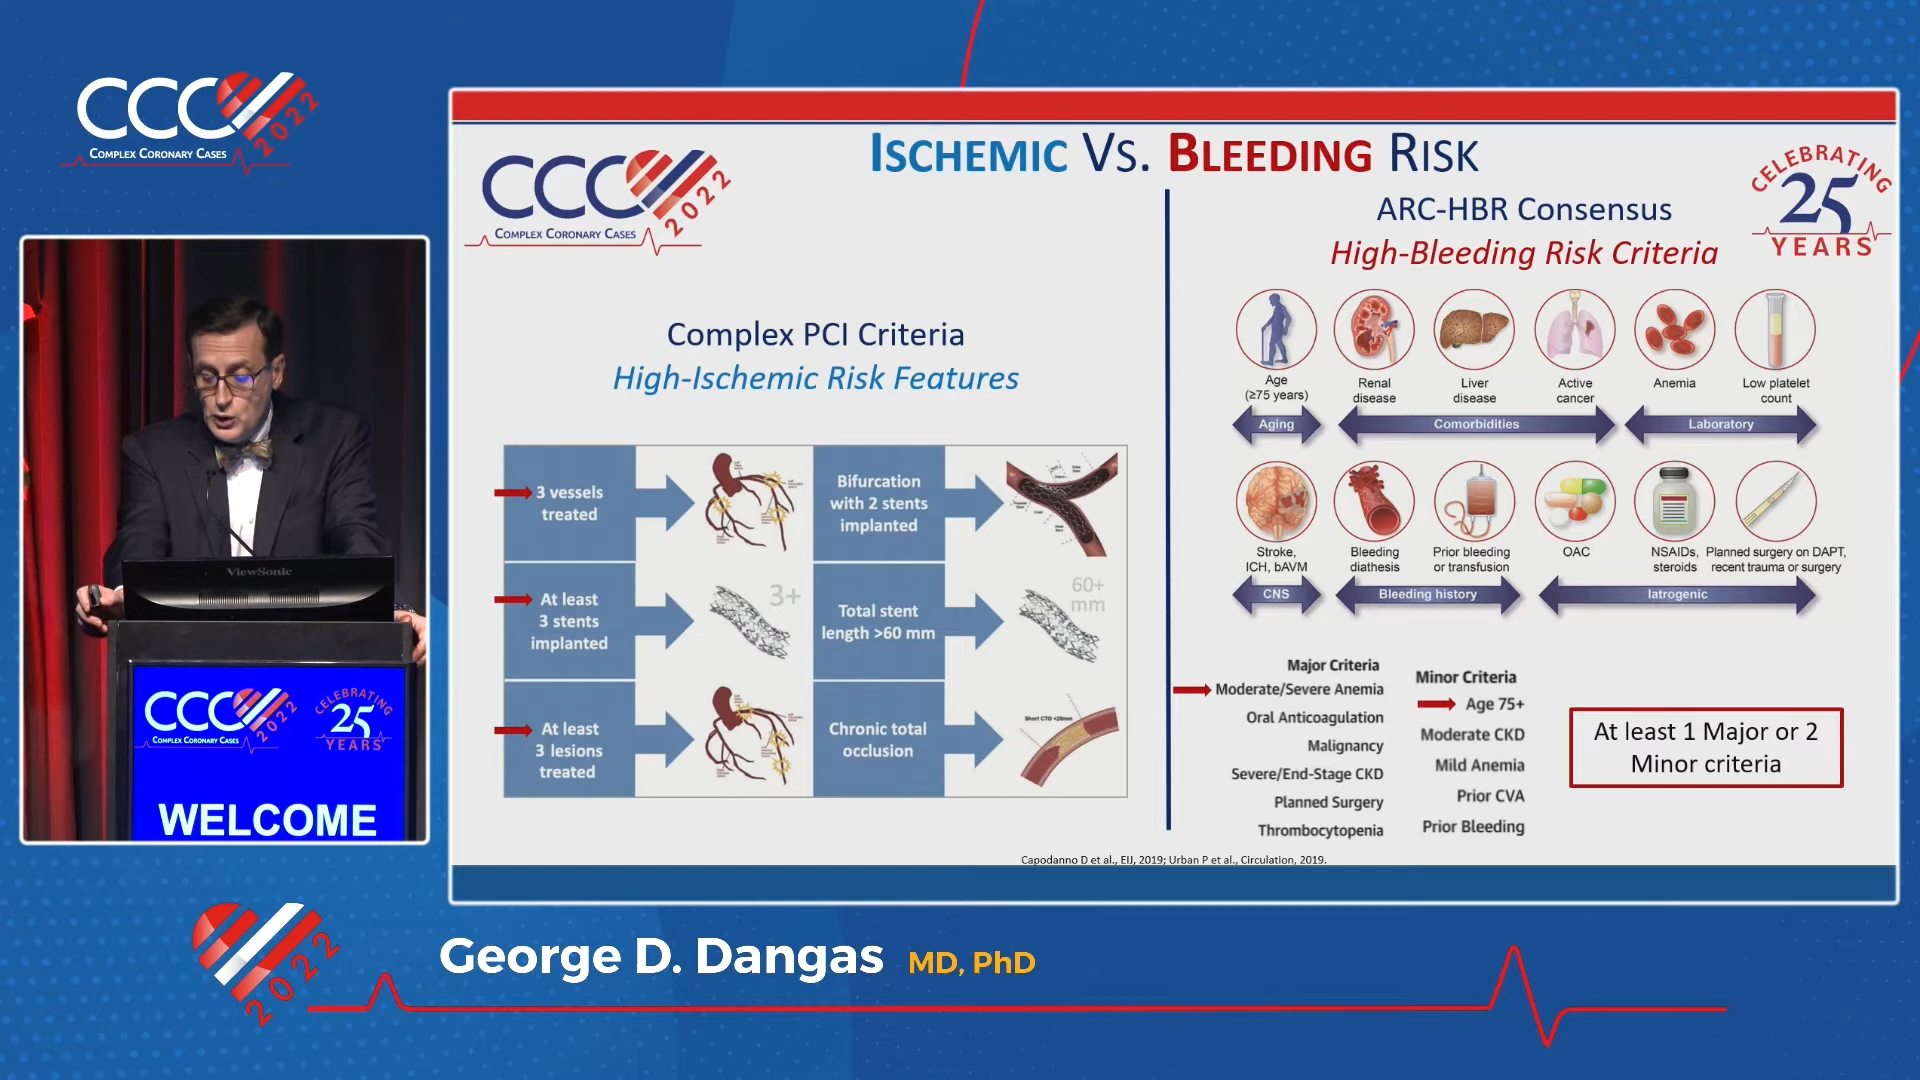 CCC
2022
COMPLEX CORONARY CASES
ISCHEMIC VS. BLEEDING RISK
CCC
2022
COMPLEX CORONARY CASES
CELEBRATING
25
YEARS
Complex PCI Criteria
High-Ischemic Risk Features
3 vessels
treated
Bifurcation
with 2 stents
implanted
At least
3 stents
implanted
3+
Total stent
length >60 mm
60+
mm
At least
3 lesions
treated
Chronic total
occlusion
Short CTO <20mm
ARC-HBR Consensus
High-Bleeding Risk Criteria
Age
(≥75 years)
Renal
disease
Liver
disease
Active
cancer
Anemia
Low platelet
count
Aging
Comorbidities
Laboratory
Stroke,
ICH, bAVM
Bleeding
diathesis
Prior bleeding
or transfusion
OAC
NSAIDs,
steroids
Planned surgery on DAPT,
recent trauma or surgery
CNS
Bleeding history
Iatrogenic
Major Criteria
Moderate/Severe Anemia
Oral Anticoagulation
Malignancy
Severe/End-Stage CKD
Planned Surgery
Thrombocytopenia
Minor Criteria
Age 75+
Moderate CKD
Mild Anemia
Prior CVA
Prior Bleeding
At least 1 Major or 2
Minor criteria
Capodanno D et al., EIJ, 2019; Urban P et al., Circulation, 2019.
ViewSonic
CCC
2022
COMPLEX CORONARY CASES
CELEBRATING
25
YEARS
WELCOME
2022
George D. Dangas MD, PhD